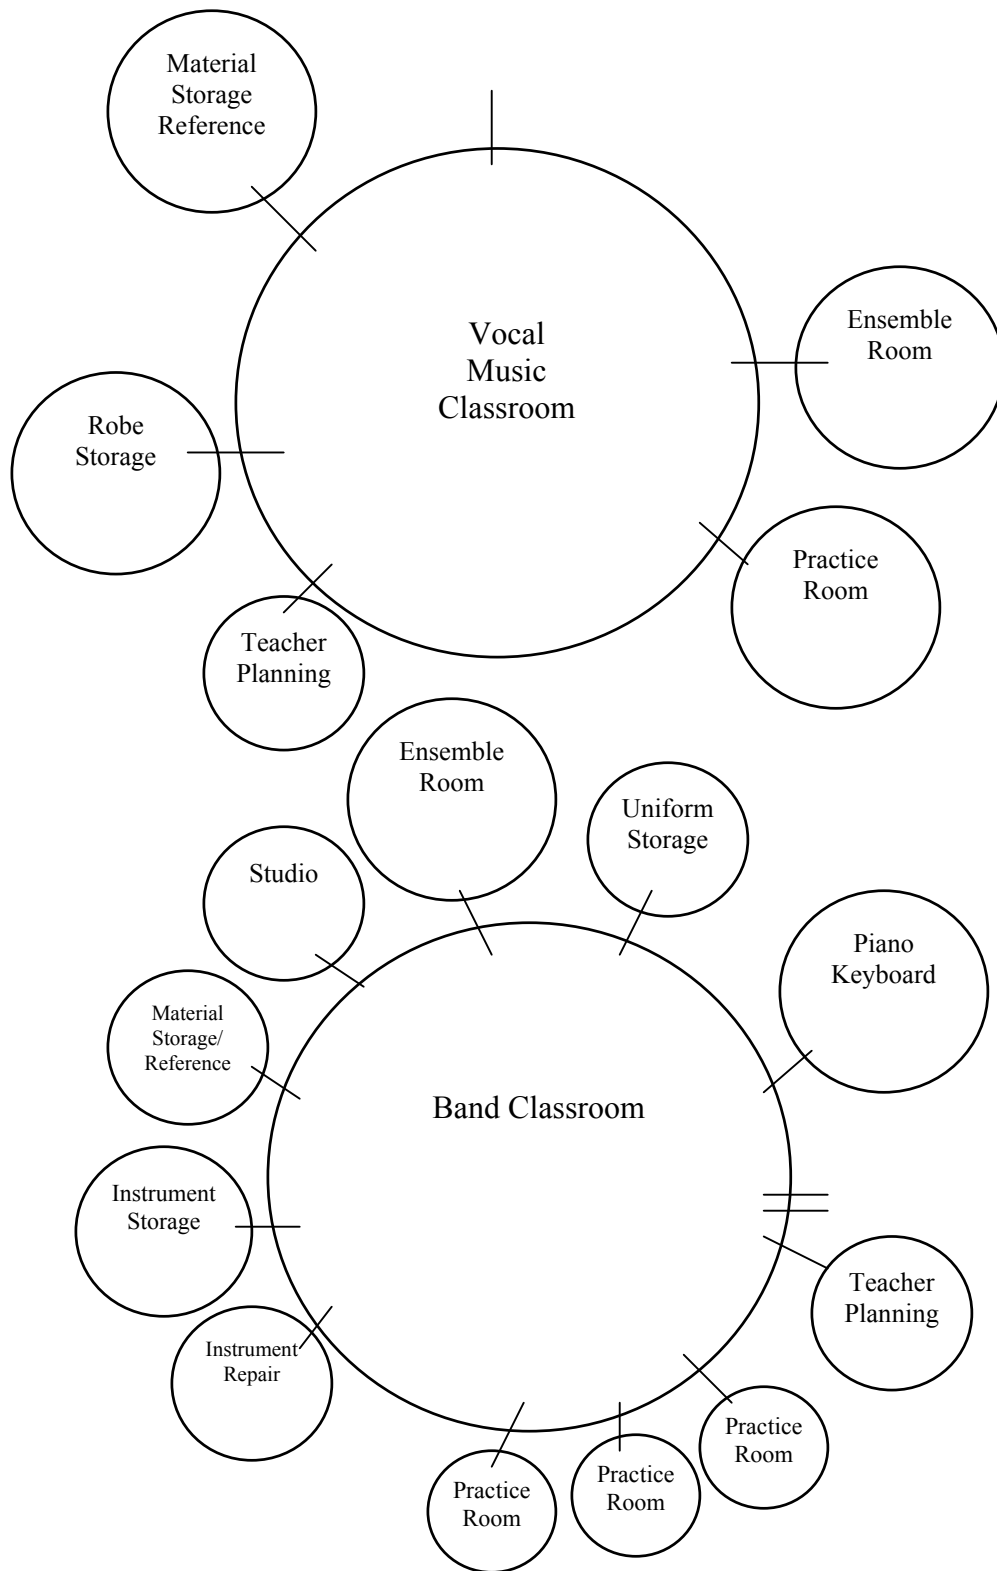 Material
Storage
Reference
Vocal
Music
Classroom
Ensemble
Room
Robe
Storage
Practice
Room
Teacher
Planning
Ensemble
Room
Uniform
Storage
Studio
Piano
Keyboard
Material
Storage/
Reference
Band Classroom
Instrument
Storage
Teacher
Planning
Instrument
Repair
Practice
Room
Practice
Room
Practice
Room